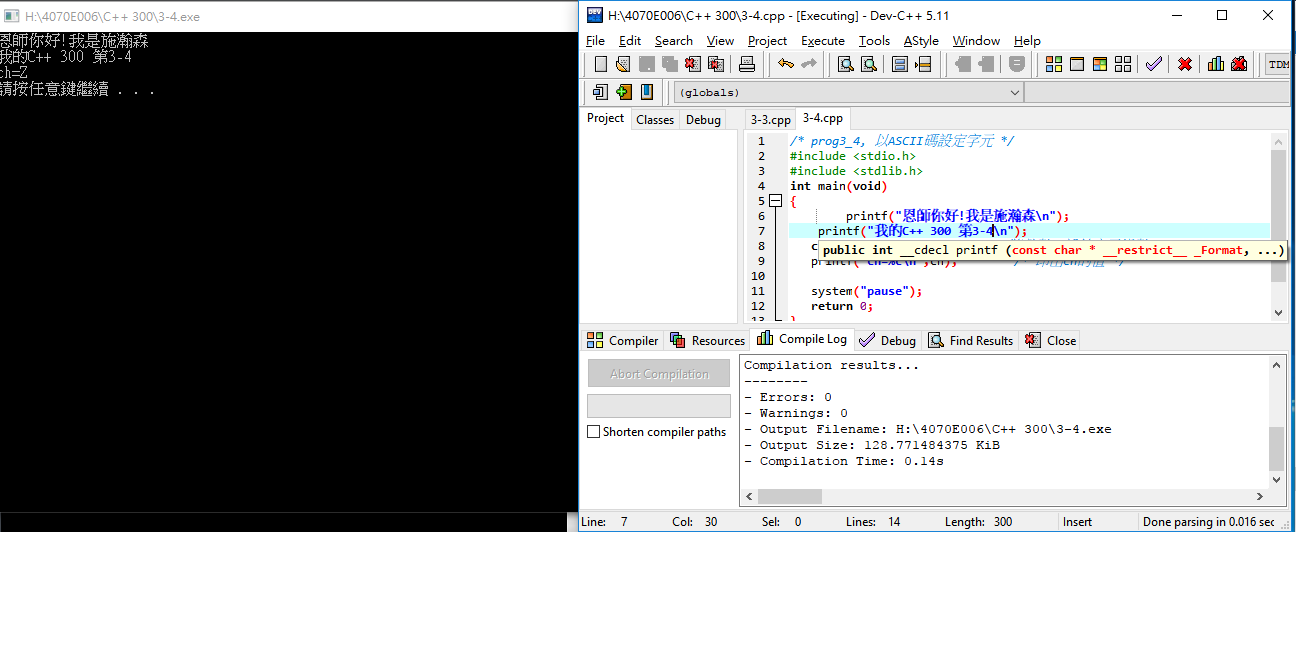 H:\4070E006\C++ 300\3-4.exe
恩師你好!我是施瀚森
我的C++ 300 第3-4
ch=Z
請按任意鍵繼續 . . .
H:\4070E006\C++ 300\3-4.cpp - [Executing] - Dev-C++ 5.11
File Edit Search View Project Execute Tools AStyle Window Help
TDM
(globals)
Project Classes Debug
3-3.cpp 3-4.cpp
1 /* prog3_4, 以ASCII碼設定字元 */
2 #include <stdio.h>
3 #include <stdlib.h>
4 int main(void)
5 {
6 printf("恩師你好!我是施瀚森\n");
7 printf("我的C++ 300 第3-4\n");
8 c
public int __cdecl printf (const char * __restrict__ _Format, ...)
9 printf("ch=%c\n",ch); /* 印出ch的值 */
10
11 system("pause");
12 return 0;
13 }
Compiler Resources Compile Log Debug Find Results Close
Abort Compilation
Shorten compiler paths
Compilation results...
--------
- Errors: 0
- Warnings: 0
- Output Filename: H:\4070E006\C++ 300\3-4.exe
- Output Size: 128.771484375 KiB
- Compilation Time: 0.14s
Line: 7 Col: 30 Sel: 0 Lines: 14 Length: 300 Insert Done parsing in 0.016 sec